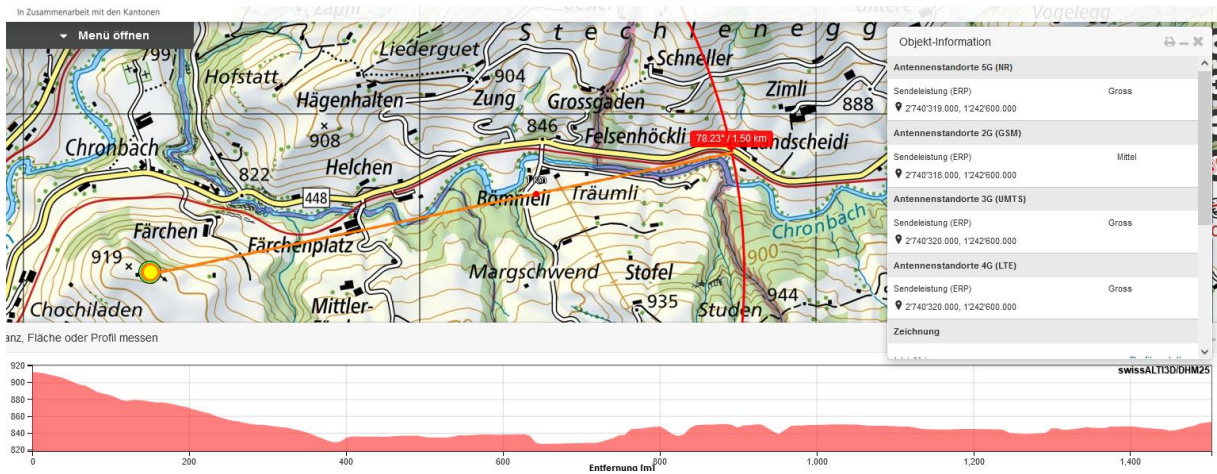 In Zusammenarbeit mit den Kantonen
Menü öffnen
Vogelegg
Stechlenegg
799
Liederguet
Schneller
Hofstatt
904
Zimli
Hägenhalten
Zung
Grossgaden
888
846
Felsenhöckli
78.23° / 1.50 km
908
Chronbach
Helchen
822
448
1 km
Bömmeli
Träumli
Chronbach
Färchen
Färchenplatz
900
919
Margschwend
Stofel
944
Chochiladen
Mittler-
935
Studen
Objekt-Information
Antennenstandorte 5G (NR)
Sendeleistung (ERP) Gross
2'740'319.000, 1'242'600.000
Antennenstandorte 2G (GSM)
Sendeleistung (ERP) Mittel
2'740'318.000, 1'242'600.000
Antennenstandorte 3G (UMTS)
Sendeleistung (ERP) Gross
2'740'320.000, 1'242'600.000
Antennenstandorte 4G (LTE)
Sendeleistung (ERP) Gross
2'740'320.000, 1'242'600.000
Zeichnung
anz, Fläche oder Profil messen
swissALTI3D/DHM25
920
900
880
860
840
820
0 200 400 600 800 1,000 1,200 1,400
Entfernung [m]